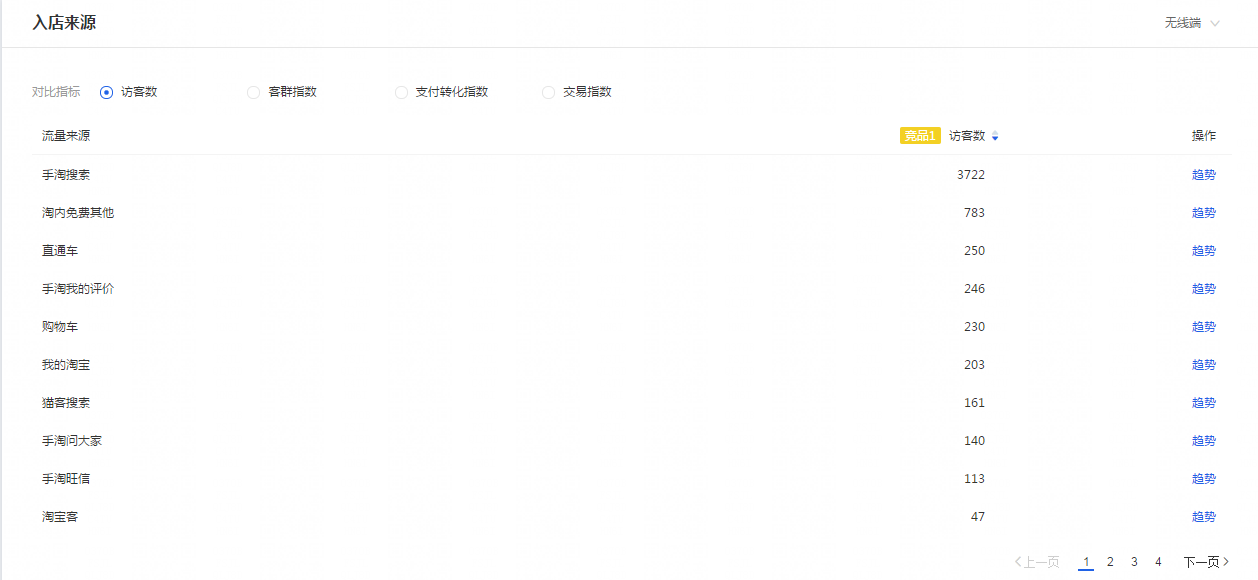 入店来源
无线端
对比指标 访客数 客群指数 支付转化指数 交易指数
流量来源 竞品1 访客数 操作
手淘搜索 3722 趋势
淘内免费其他 783 趋势
直通车 250 趋势
手淘我的评价 246 趋势
购物车 230 趋势
我的淘宝 203 趋势
猫客搜索 161 趋势
手淘问大家 140 趋势
手淘旺信 113 趋势
淘宝客 47 趋势
上一页 1 2 3 4 下一页